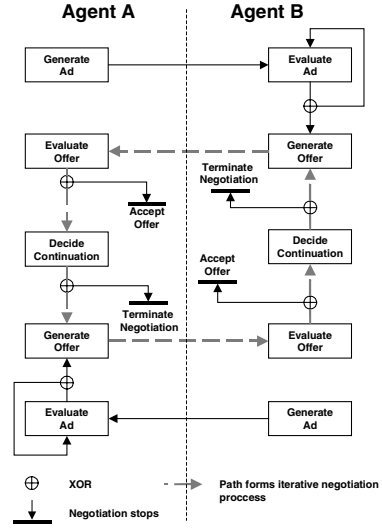 Agent A
Agent B
Generate
Ad
Evaluate
Ad
Evaluate
Offer
Generate
Offer
Terminate
Negotiation
Accept
Offer
Decide
Continuation
Decide
Continuation
Accept
Offer
Terminate
Negotiation
Generate
Offer
Evaluate
Offer
Evaluate
Ad
Generate
Ad
XOR
Path forms iterative negotiation
proccess
Negotiation stops